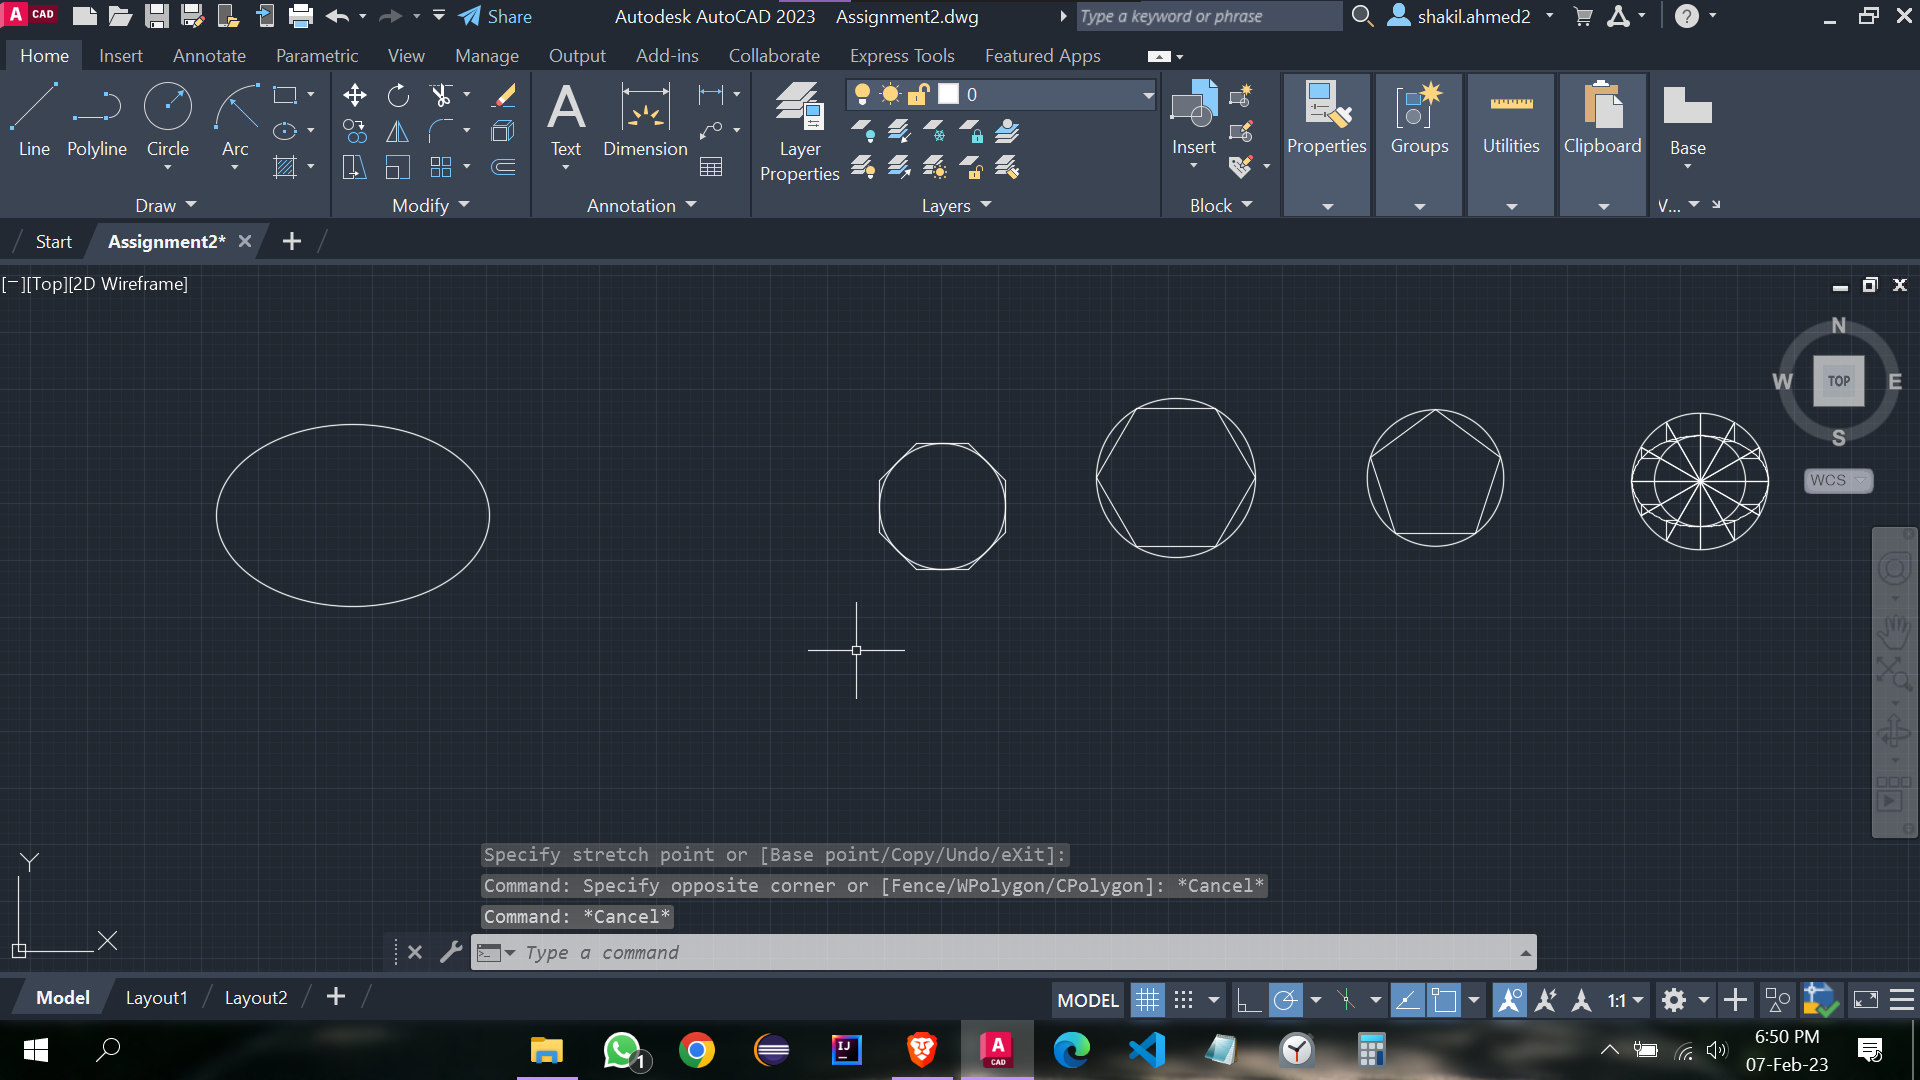 A CAD Share Autodesk AutoCAD 2023 Assignment2.dwg Type a keyword or phrase shakil.ahmed2 ?
Home Insert Annotate Parametric View Manage Output Add-ins Collaborate Express Tools Featured Apps
0
Line Polyline Circle Arc A Text Dimension Layer Properties Insert Properties Groups Utilities Clipboard Base
Draw Modify Annotation Layers Block V...
Start Assignment2*
[−][Top][2D Wireframe]
N
W TOP E
S
WCS
Y
X
Specify stretch point or [Base point/Copy/Undo/eXit]:
Command: Specify opposite corner or [Fence/WPolygon/CPolygon]: *Cancel*
Command: *Cancel*
Type a command
Model Layout1 Layout2 MODEL 1:1
1 IJ A CAD
6:50 PM
07-Feb-23